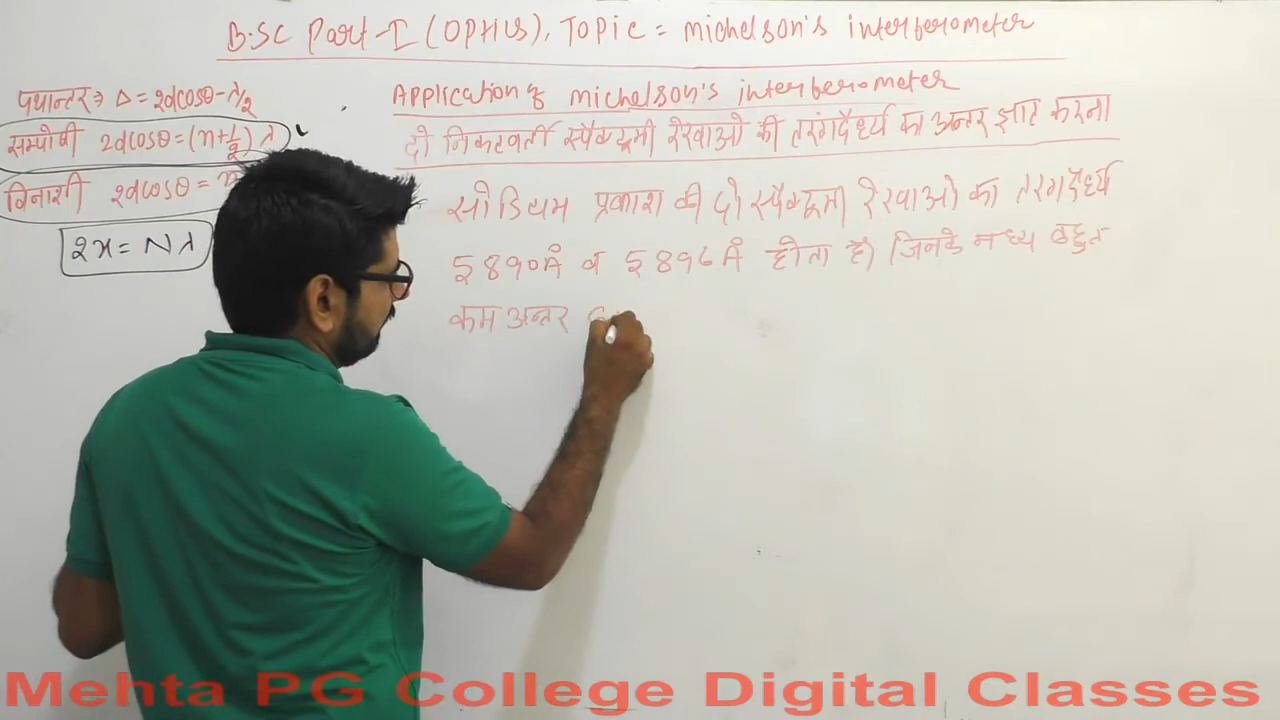 B.SC Part-I (OPtics), Topic = michelson's interferometer
पथान्तर ⇒ Δ = 2dcosθ - λ/2
सम्पोषी 2dcosθ = (n+1/2) λ
विनाशी 2dcosθ =
2x = Nλ
Application of michelson's interferometer
दो निकटवर्ती स्पैक्ट्रमी रेखाओ की तरंगदैर्ध्य का अन्तर ज्ञात करना
सोडियम प्रकाश की दो स्पैक्ट्रमी रेखाओ का तरंगदैर्ध्य
5890Å व 5896Å होता है। जिनके मध्य बहुत
कम अन्तर
Mehta PG College Digital Classes